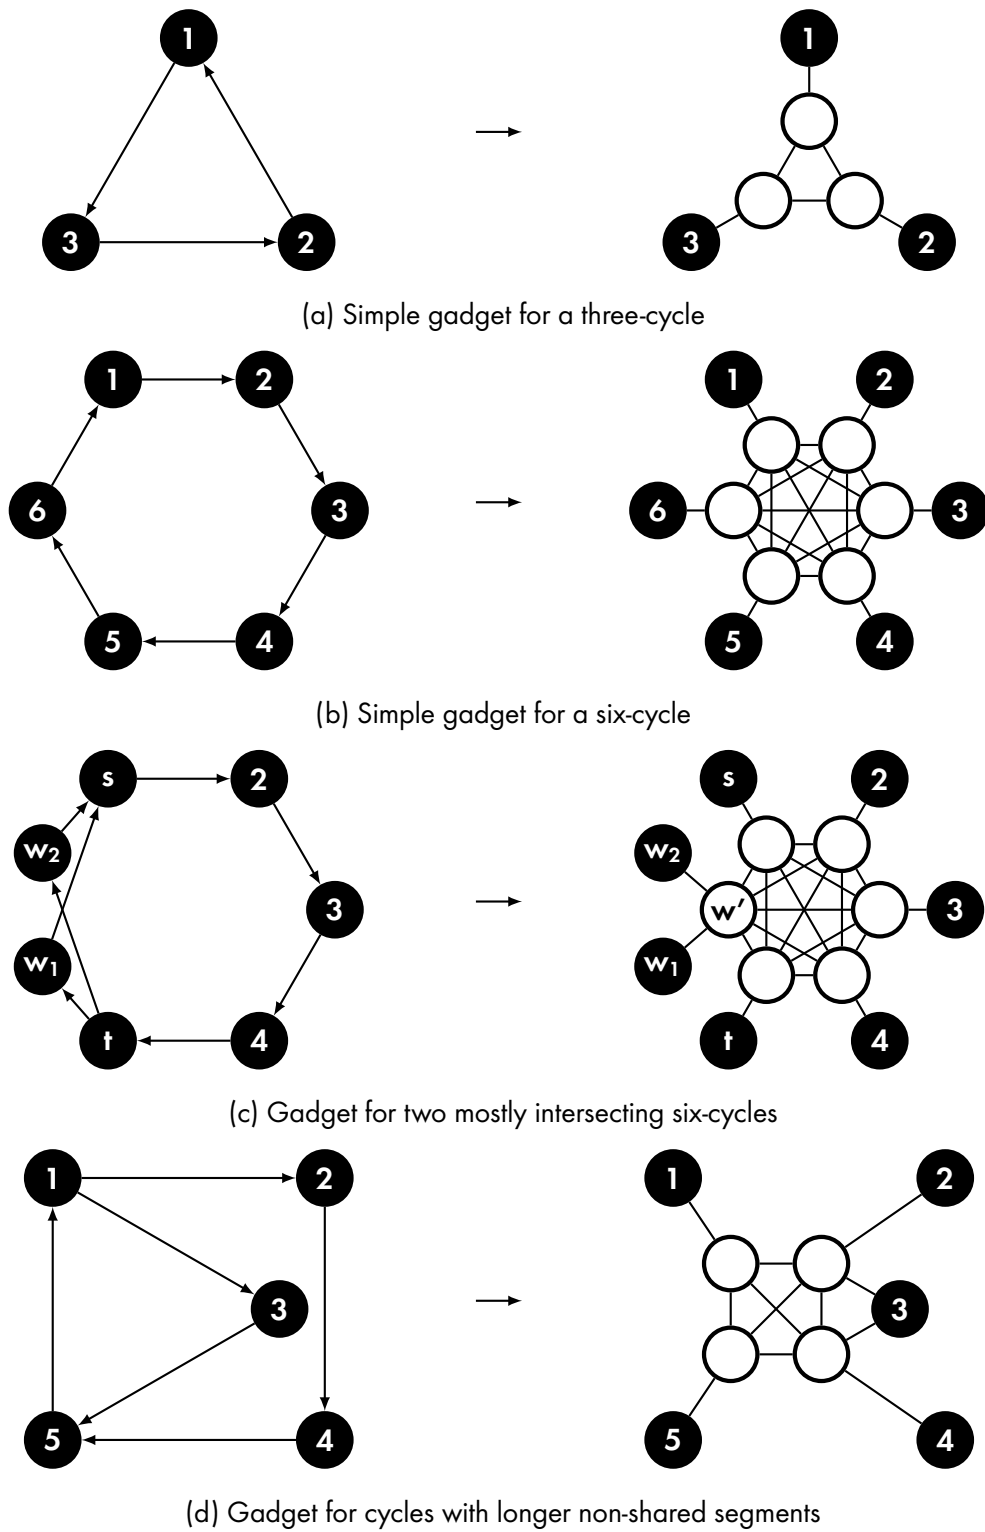 1 1
3 2 3 2
(a) Simple gadget for a three-cycle
1 2 1 2
6 3 6 3
5 4 5 4
(b) Simple gadget for a six-cycle
s 2 s 2
w2 w2
3 w′ 3
w1 w1
t 4 t 4
(c) Gadget for two mostly intersecting six-cycles
1 2 1 2
3 3
5 4 5 4
(d) Gadget for cycles with longer non-shared segments